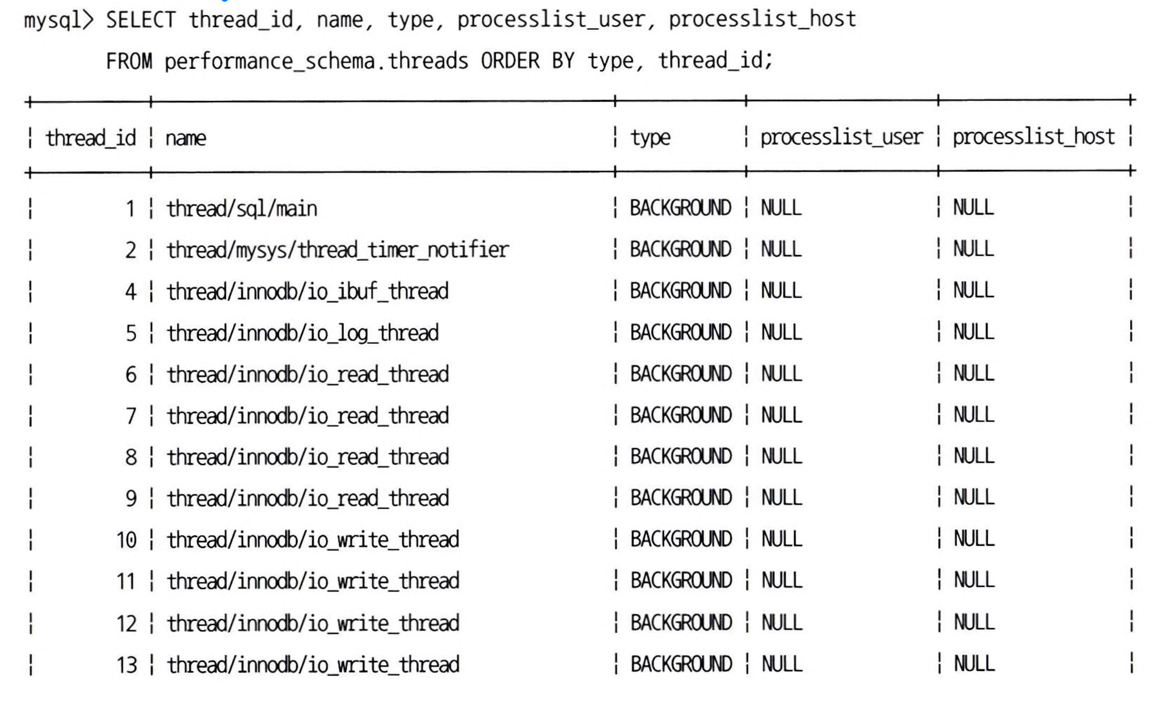 mysql> SELECT thread_id, name, type, processlist_user, processlist_host
FROM performance_schema.threads ORDER BY type, thread_id;
+-----------+---------------------------------+------------+------------------+------------------+
| thread_id | name | type | processlist_user | processlist_host |
+-----------+---------------------------------+------------+------------------+------------------+
| 1 | thread/sql/main | BACKGROUND | NULL | NULL |
| 2 | thread/mysys/thread_timer_notifier | BACKGROUND | NULL | NULL |
| 4 | thread/innodb/io_ibuf_thread | BACKGROUND | NULL | NULL |
| 5 | thread/innodb/io_log_thread | BACKGROUND | NULL | NULL |
| 6 | thread/innodb/io_read_thread | BACKGROUND | NULL | NULL |
| 7 | thread/innodb/io_read_thread | BACKGROUND | NULL | NULL |
| 8 | thread/innodb/io_read_thread | BACKGROUND | NULL | NULL |
| 9 | thread/innodb/io_read_thread | BACKGROUND | NULL | NULL |
| 10 | thread/innodb/io_write_thread | BACKGROUND | NULL | NULL |
| 11 | thread/innodb/io_write_thread | BACKGROUND | NULL | NULL |
| 12 | thread/innodb/io_write_thread | BACKGROUND | NULL | NULL |
| 13 | thread/innodb/io_write_thread | BACKGROUND | NULL | NULL |